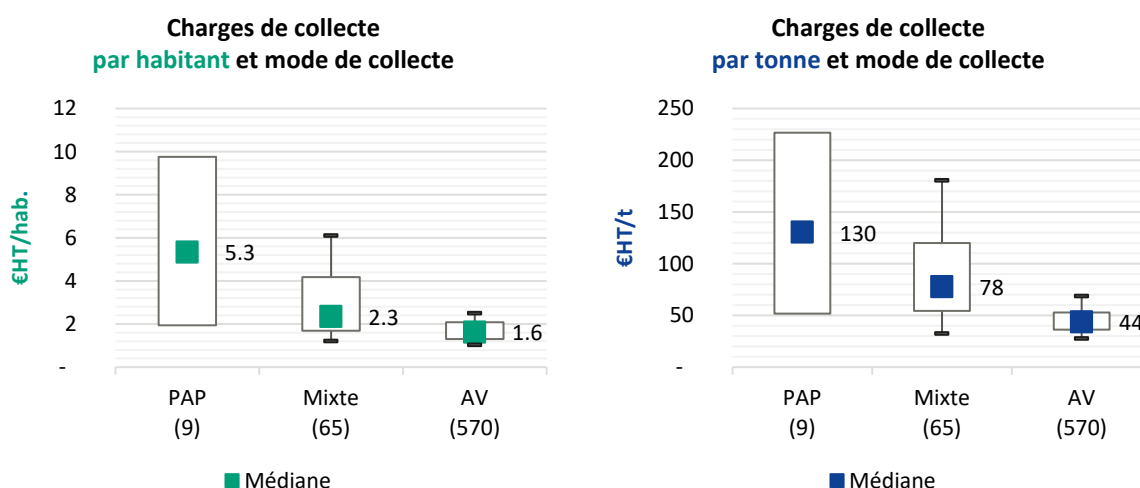 Charges de collecte
par habitant et mode de collecte
12
10
8
6
4
2
-
€HT/hab.
5.3
2.3
1.6
PAP
(9)
Mixte
(65)
AV
(570)
Médiane
Charges de collecte
par tonne et mode de collecte
250
200
150
100
50
-
€HT/t
130
78
44
PAP
(9)
Mixte
(65)
AV
(570)
Médiane